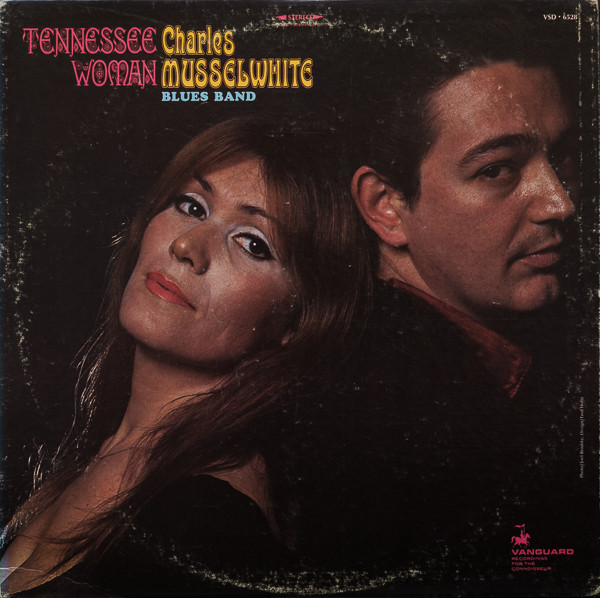 STEREO
VSD • 6528
TENNESSEE Charles
WOMAN MUSSELWHITE
BLUES BAND
VANGUARD
RECORDINGS
FOR THE
CONNOISSEUR